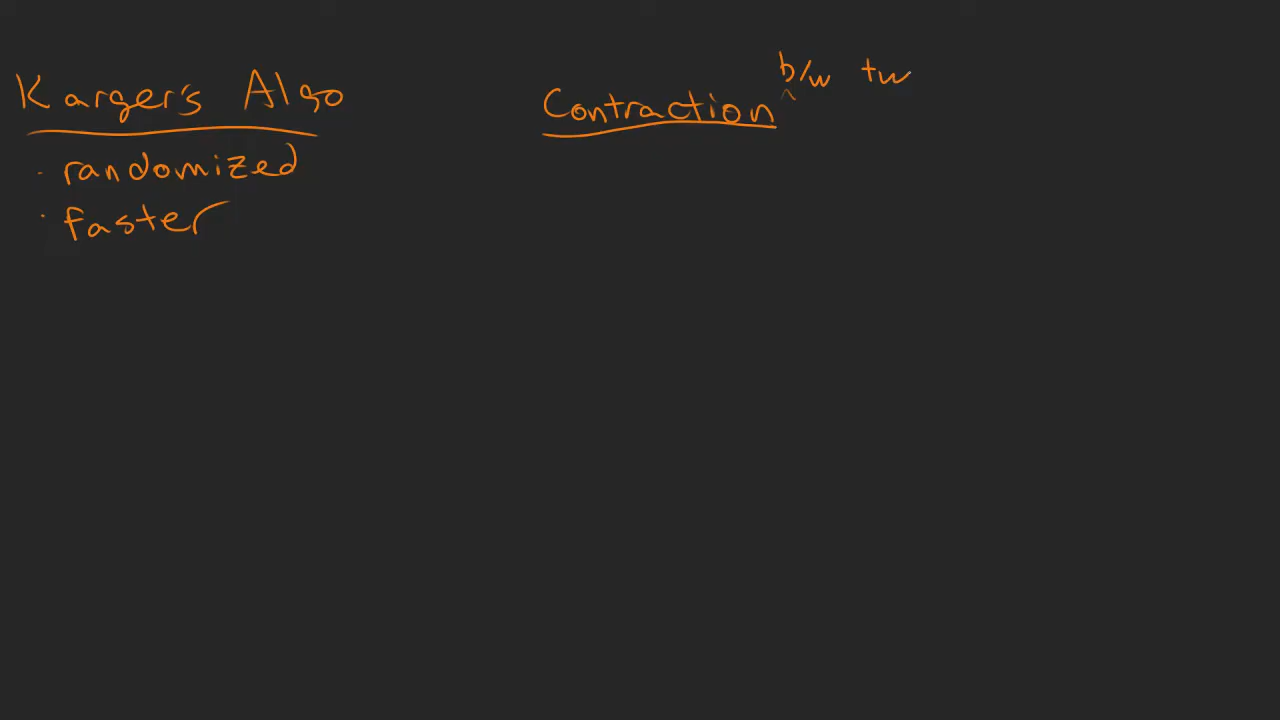 Karger's Algo
· randomized
· faster
Contraction ^ b/w tw